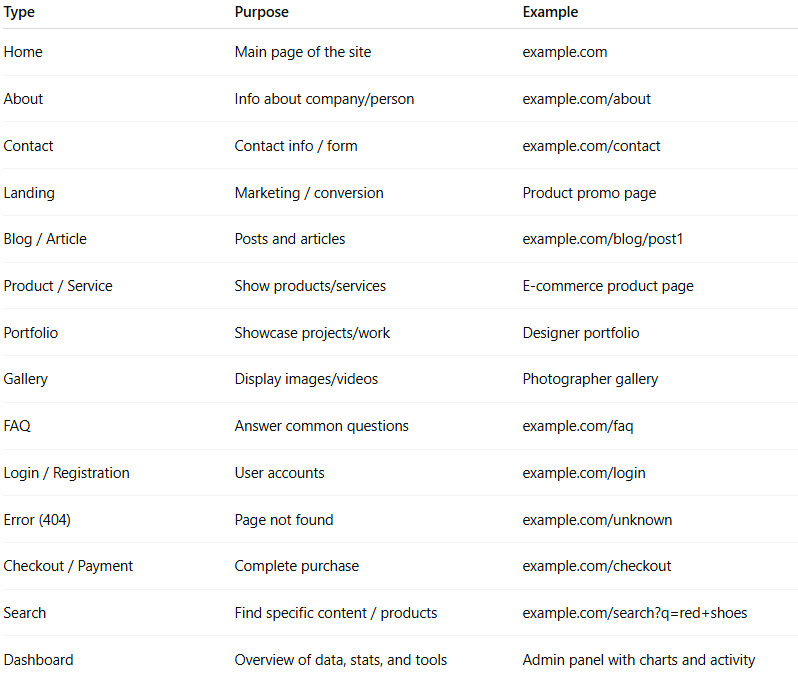 Type Purpose Example
Home Main page of the site example.com
About Info about company/person example.com/about
Contact Contact info / form example.com/contact
Landing Marketing / conversion Product promo page
Blog / Article Posts and articles example.com/blog/post1
Product / Service Show products/services E-commerce product page
Portfolio Showcase projects/work Designer portfolio
Gallery Display images/videos Photographer gallery
FAQ Answer common questions example.com/faq
Login / Registration User accounts example.com/login
Error (404) Page not found example.com/unknown
Checkout / Payment Complete purchase example.com/checkout
Search Find specific content / products example.com/search?q=red+shoes
Dashboard Overview of data, stats, and tools Admin panel with charts and activity